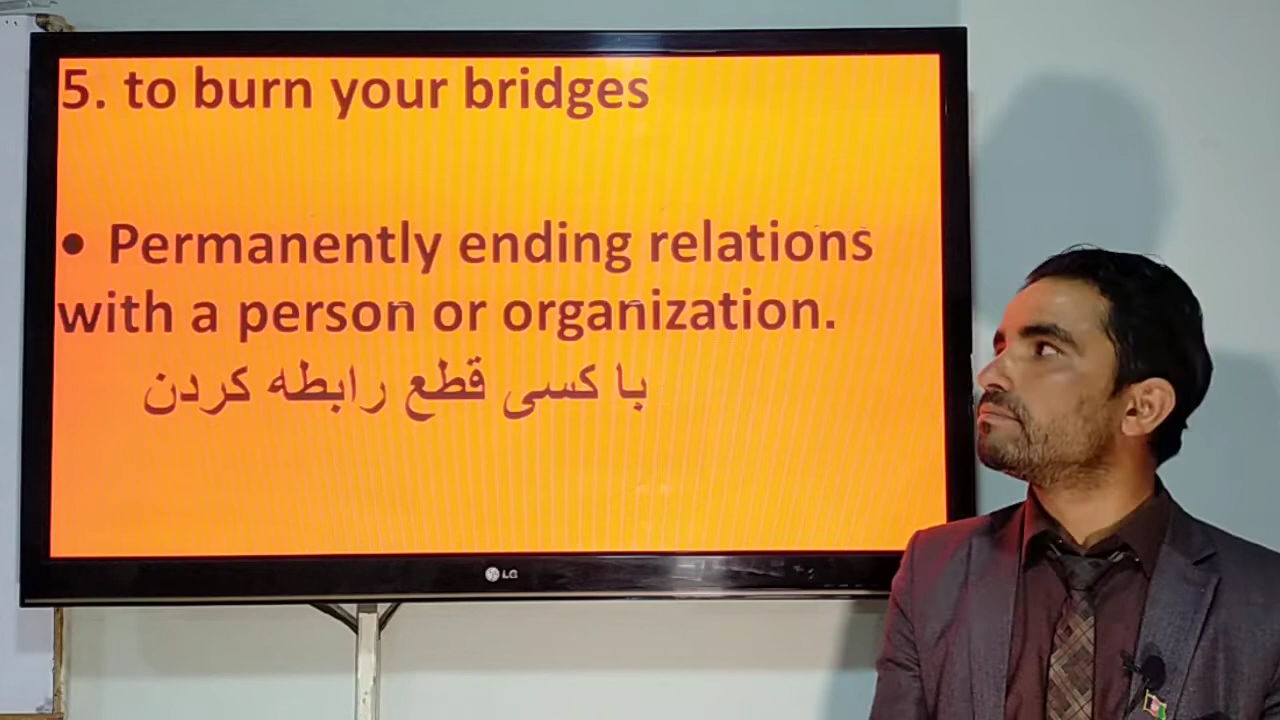 5. to burn your bridges
• Permanently ending relations
with a person or organization.
با کسی قطع رابطه کردن
LG